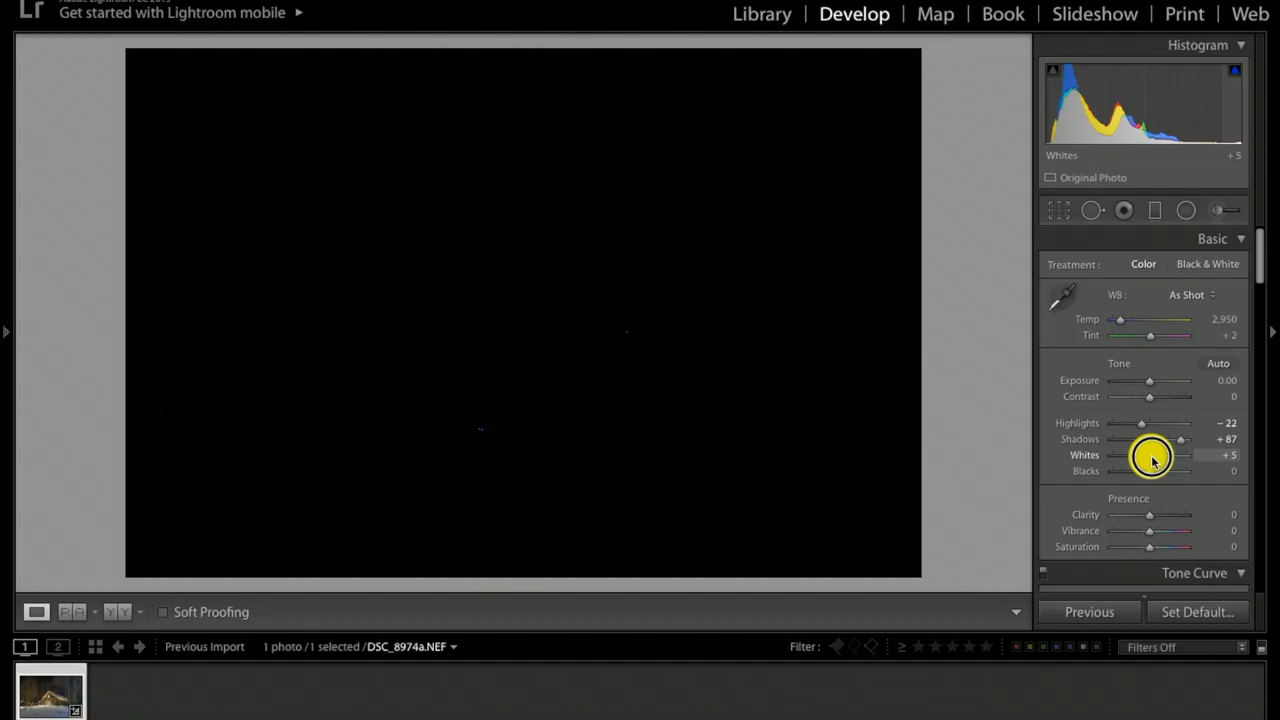 Lr
Get started with Lightroom mobile ▶
Library | Develop | Map | Book | Slideshow | Print | Web
Histogram
Whites + 5
Original Photo
Basic
Treatment : Color Black & White
WB : As Shot
Temp 2,950
Tint + 2
Tone Auto
Exposure 0.00
Contrast 0
Highlights − 22
Shadows + 87
Whites + 5
Blacks 0
Presence
Clarity 0
Vibrance 0
Saturation 0
Tone Curve
Soft Proofing
Previous Set Default...
1 2 Previous Import 1 photo /1 selected /DSC_8974a.NEF Filter : ≥ Filters Off